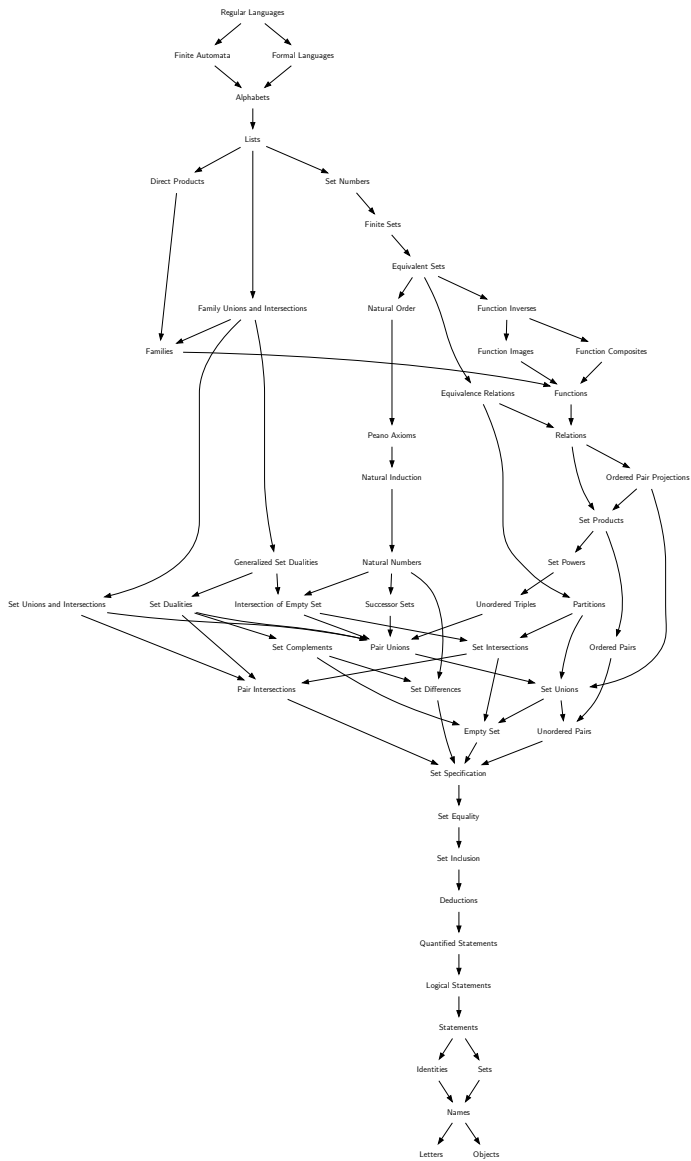 Regular Languages
Finite Automata
Formal Languages
Alphabets
Lists
Direct Products
Set Numbers
Finite Sets
Equivalent Sets
Family Unions and Intersections
Natural Order
Function Inverses
Families
Function Images
Function Composites
Equivalence Relations
Functions
Peano Axioms
Relations
Natural Induction
Ordered Pair Projections
Set Products
Generalized Set Dualities
Natural Numbers
Set Powers
Set Unions and Intersections
Set Dualities
Intersection of Empty Set
Successor Sets
Unordered Triples
Partitions
Set Complements
Pair Unions
Set Intersections
Ordered Pairs
Pair Intersections
Set Differences
Set Unions
Empty Set
Unordered Pairs
Set Specification
Set Equality
Set Inclusion
Deductions
Quantified Statements
Logical Statements
Statements
Identities
Sets
Names
Letters
Objects